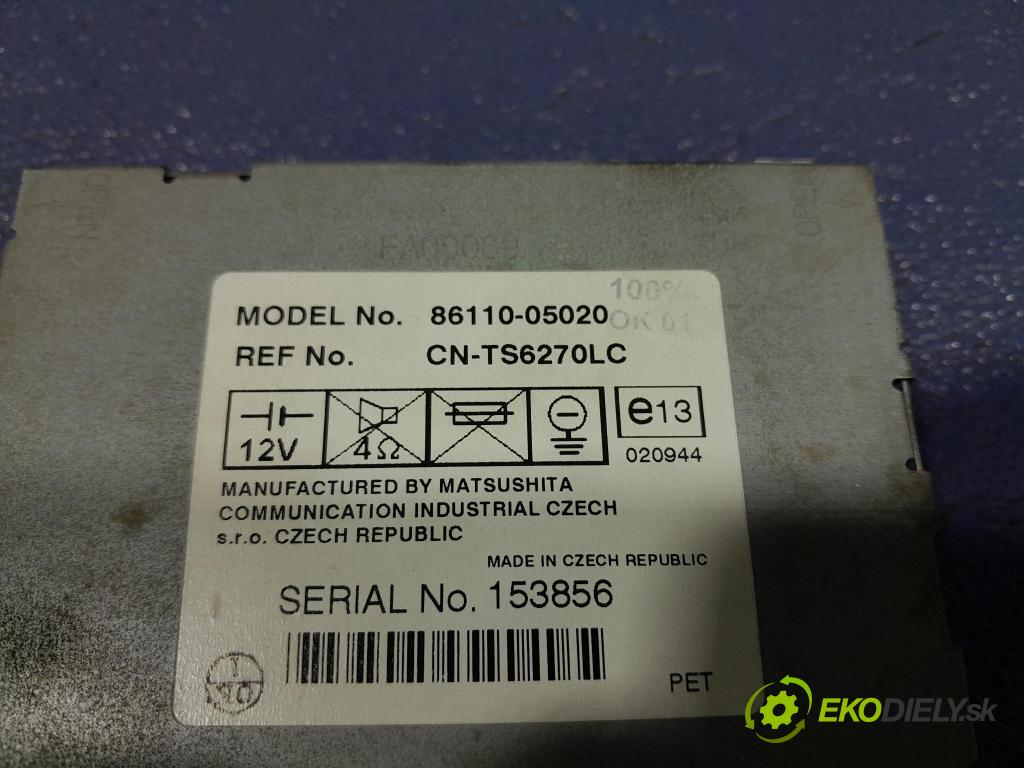 100%
MODEL No. 86110-05020 OK 01
REF No. CN-TS6270LC
12V 4Ω e13
020944
MANUFACTURED BY MATSUSHITA
COMMUNICATION INDUSTRIAL CZECH
s.r.o. CZECH REPUBLIC
MADE IN CZECH REPUBLIC
SERIAL No. 153856
PET
EKODIELY.sk